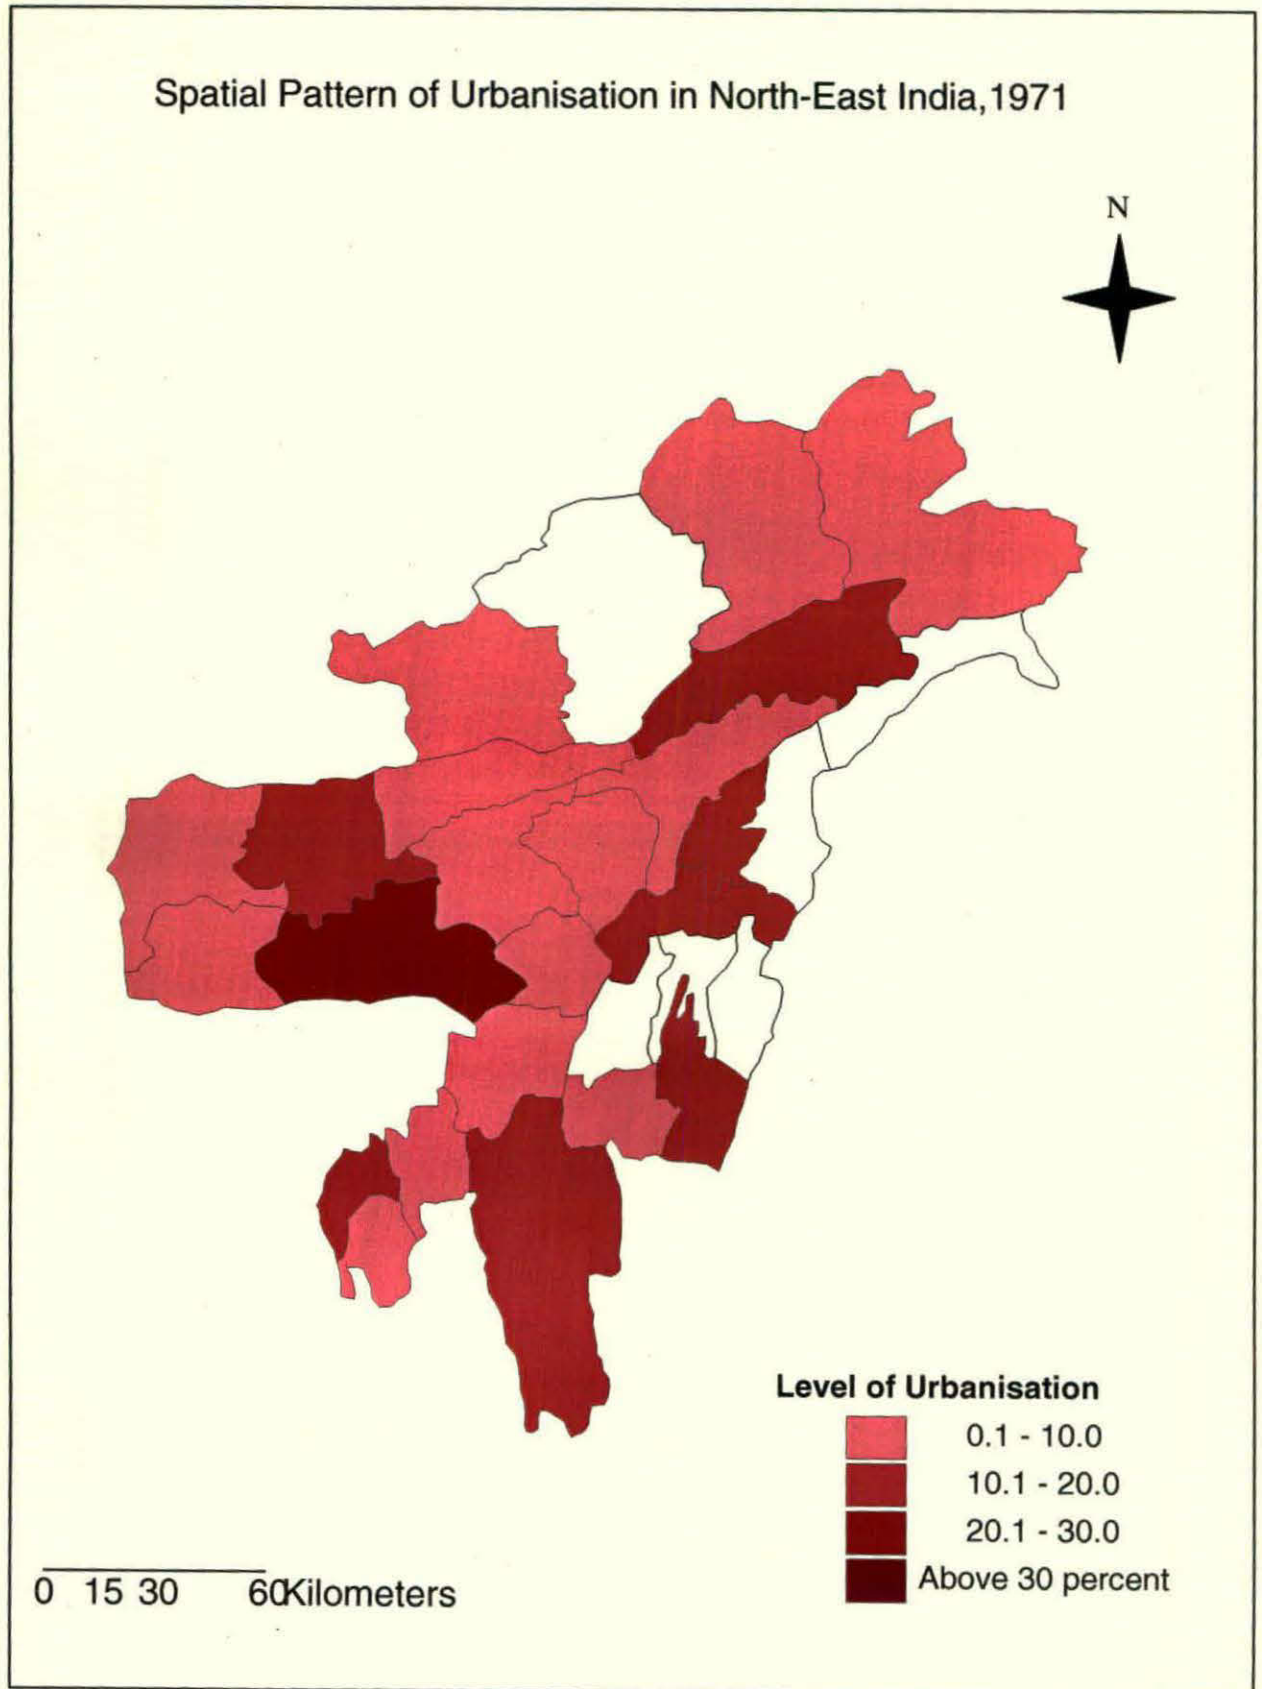 Spatial Pattern of Urbanisation in North-East India,1971
N
Level of Urbanisation
0.1 - 10.0
10.1 - 20.0
20.1 - 30.0
Above 30 percent
0 15 30 60Kilometers